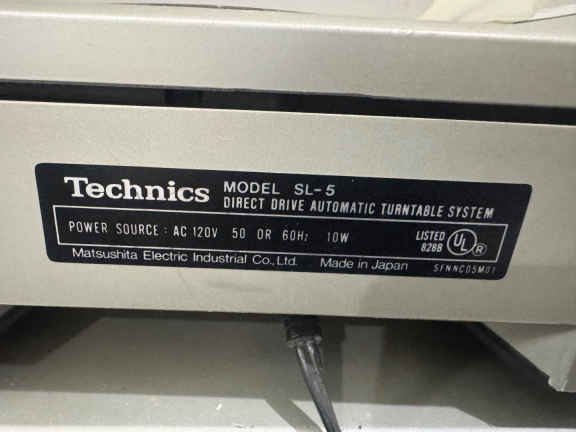 Technics MODEL SL-5
DIRECT DRIVE AUTOMATIC TURNTABLE SYSTEM
POWER SOURCE : AC 120V 50 OR 60Hz 10W
LISTED
828B
UL
R
Matsushita Electric Industrial Co., Ltd. Made in Japan SFNNC05M01